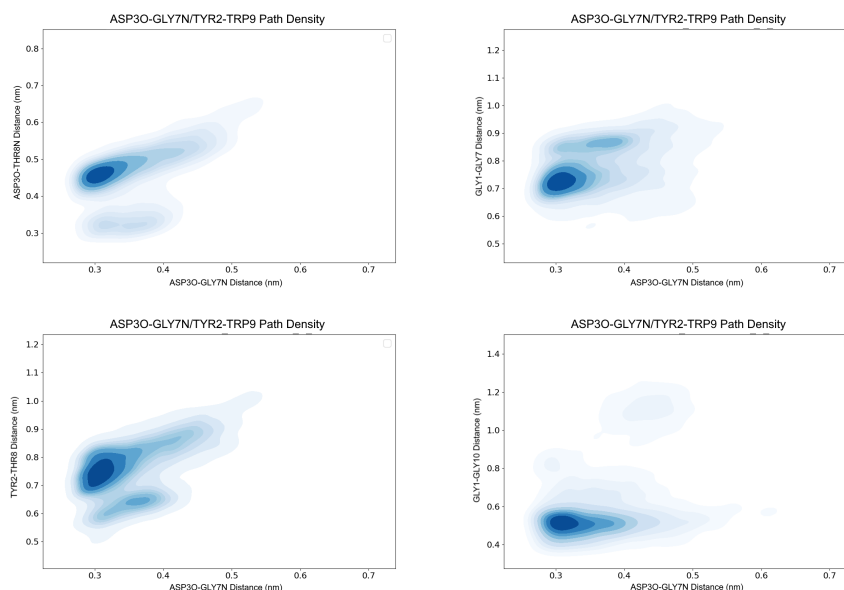 ASP3O-GLY7N/TYR2-TRP9 Path Density
0.8
0.7
0.6
0.5
0.4
0.3
ASP3O-THR8N Distance (nm)
0.3 0.4 0.5 0.6 0.7
ASP3O-GLY7N Distance (nm)
ASP3O-GLY7N/TYR2-TRP9 Path Density
1.2
1.1
1.0
0.9
0.8
0.7
0.6
0.5
GLY1-GLY7 Distance (nm)
0.3 0.4 0.5 0.6 0.7
ASP3O-GLY7N Distance (nm)
ASP3O-GLY7N/TYR2-TRP9 Path Density
1.2
1.1
1.0
0.9
0.8
0.7
0.6
0.5
TYR2-THR8 Distance (nm)
0.3 0.4 0.5 0.6 0.7
ASP3O-GLY7N Distance (nm)
ASP3O-GLY7N/TYR2-TRP9 Path Density
1.4
1.2
1.0
0.8
0.6
0.4
GLY1-GLY10 Distance (nm)
0.3 0.4 0.5 0.6 0.7
ASP3O-GLY7N Distance (nm)